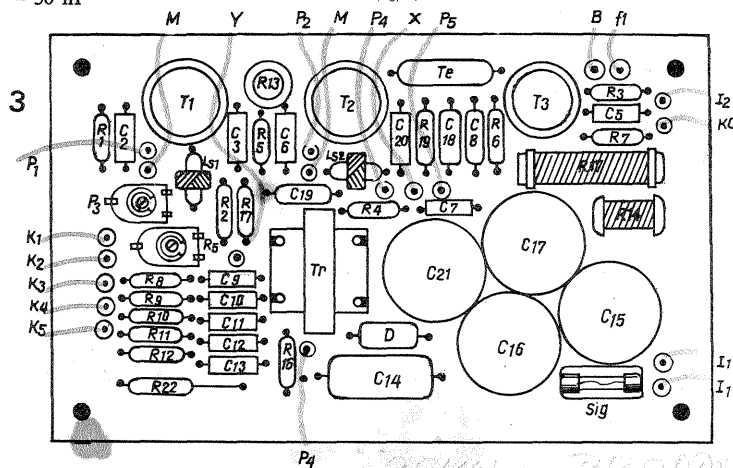 50 m
M Y P2 M P4 X P5 B f1
3
T1 R13 T2 Te T3
R3 I2
C5 K0
R1 C2 C3 R5 C6 C20 R19 C18 C8 R6 R7
P1 LS1 LS2
P3 R2 R17 C19 R4 C7 R14
K1 R5
K2 C17
K3 R8 C9 Tr C21
K4 R9 C10
K5 R10 C11 C15
R11 C12 D C16
R12 C13 R16 I1
R22 C14 Sig I1
P4